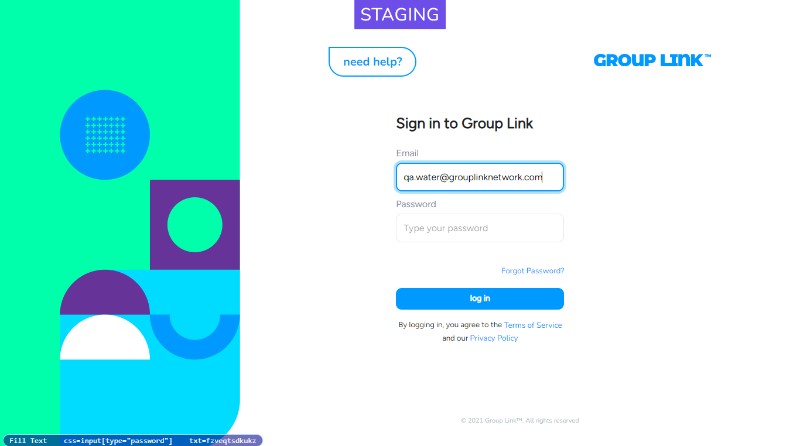 STAGING
need help?
GROUP LINK™
Sign in to Group Link
Email
qa.water@grouplinknetwork.com
Password
Type your password
Forgot Password?
log in
By logging in, you agree to the Terms of Service
and our Privacy Policy
© 2021 Group Link™. All rights reserved
Fill Text css=input[type="password"] txt=fzveqtsdkukz